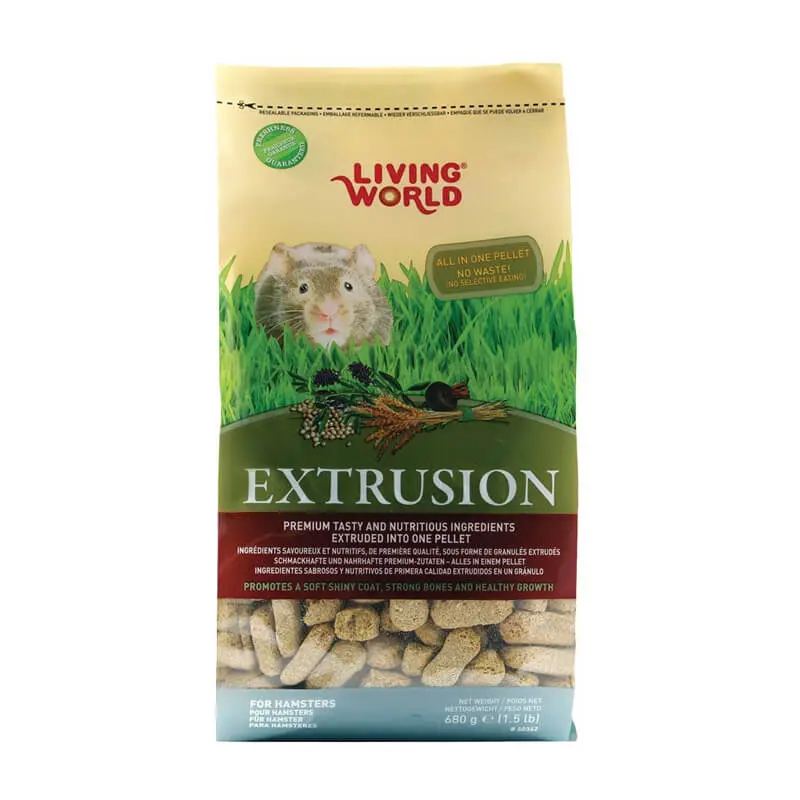 RESEALABLE PACKAGING • EMBALLAGE REFERMABLE • WIEDER VERSCHLIESSBAR • EMPAQUE QUE SE PUEDE VOLVER A CERRAR
FRESHNESS
FRAÎCHEUR
GARANTIE
GUARANTEED
LIVING®
WORLD
ALL IN ONE PELLET
NO WASTE!
(NO SELECTIVE EATING)
EXTRUSION
PREMIUM TASTY AND NUTRITIOUS INGREDIENTS
EXTRUDED INTO ONE PELLET
INGRÉDIENTS SAVOUREUX ET NUTRITIFS, DE PREMIÈRE QUALITÉ, SOUS FORME DE GRANULÉS EXTRUDÉS
SCHMACKHAFTE UND NAHRHAFTE PREMIUM-ZUTATEN – ALLES IN EINEM PELLET
INGREDIENTES SABROSOS Y NUTRITIVOS DE PRIMERA CALIDAD EXTRUDIDOS EN UN GRÁNULO
PROMOTES A SOFT SHINY COAT, STRONG BONES AND HEALTHY GROWTH
FOR HAMSTERS
POUR HAMSTERS
FÜR HAMSTER
PARA HÁMSTERES
NET WEIGHT / POIDS NET
NETTOGEWICHT / PESO NETO
680 g e (1.5 lb)